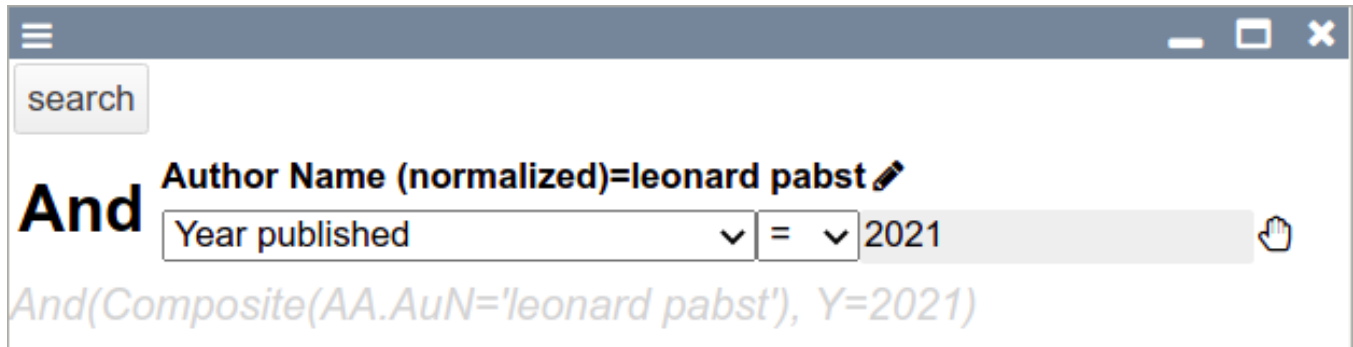 search
And
Author Name (normalized)=leonard pabst
Year published = 2021
And(Composite(AA.AuN='leonard pabst'), Y=2021)